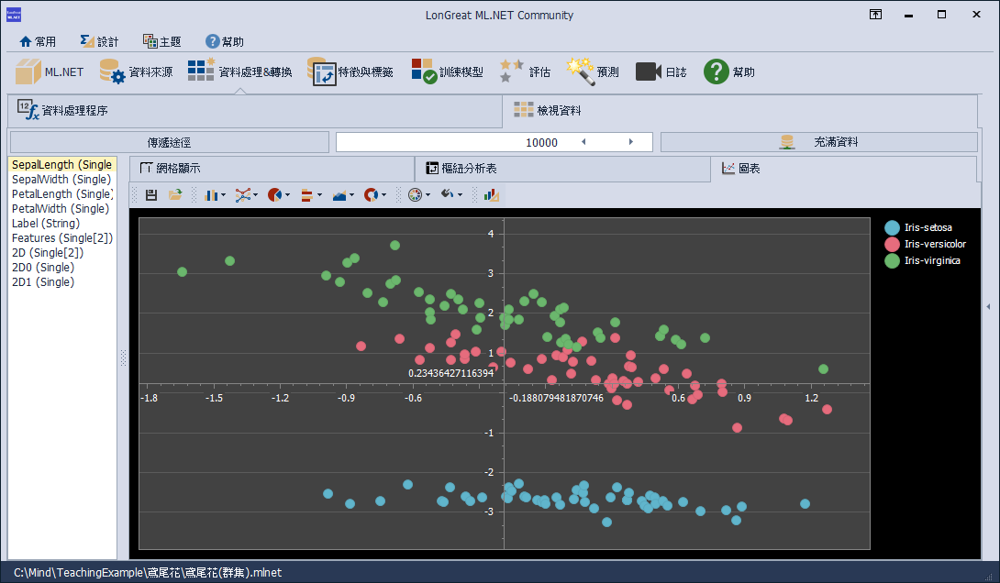 LonGreat ML.NET
LonGreat ML.NET Community
常用 設計 主題 幫助
ML.NET 資料來源 資料處理&轉換 特徵與標籤 訓練模型 評估 預測 日誌 幫助
資料處理程序 檢視資料
傳遞途徑 10000 充滿資料
SepalLength (Single
SepalWidth (Single)
PetalLength (Single)
PetalWidth (Single)
Label (String)
Features (Single[2])
2D (Single[2])
2D0 (Single)
2D1 (Single)
網格顯示 樞紐分析表 圖表
Iris-setosa
Iris-versicolor
Iris-virginica
4
3
2
1
0.23436427116394
-1.8 -1.5 -1.2 -0.9 -0.6 -0.188079481870746 0.6 0.9 1.2
-1
-2
-3
C:\Mind\TeachingExample\鳶尾花\鳶尾花(群集).mlnet